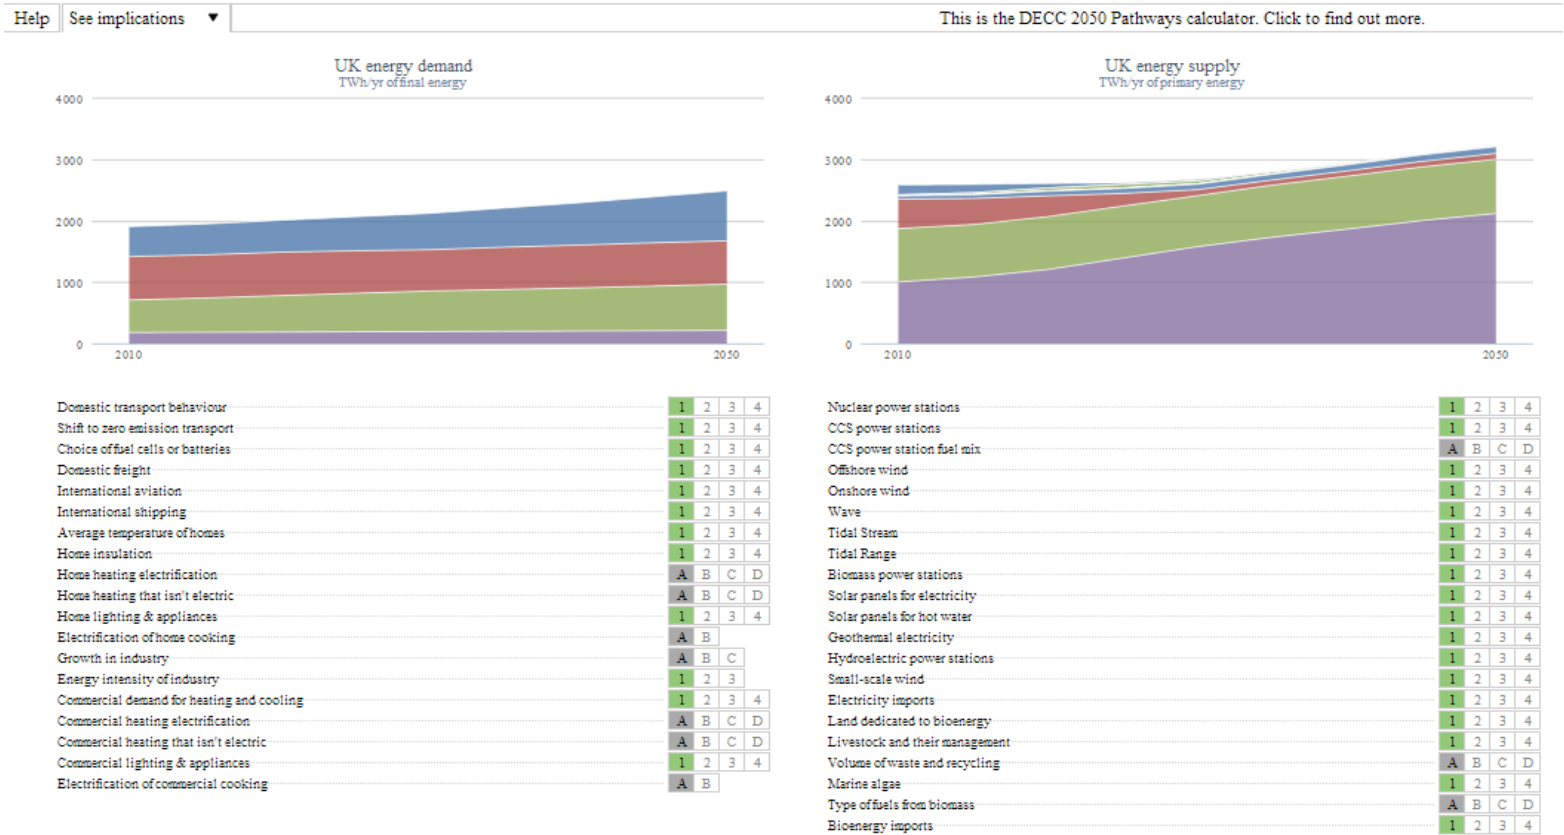 Help See implications ▼ This is the DECC 2050 Pathways calculator. Click to find out more.
UK energy demand
TWh/yr of final energy
4000
3000
2000
1000
0
2010 2050
UK energy supply
TWh/yr of primary energy
4000
3000
2000
1000
0
2010 2050
Domestic transport behaviour 1 2 3 4
Shift to zero emission transport 1 2 3 4
Choice of fuel cells or batteries 1 2 3 4
Domestic freight 1 2 3 4
International aviation 1 2 3 4
International shipping 1 2 3 4
Average temperature of homes 1 2 3 4
Home insulation 1 2 3 4
Home heating electrification A B C D
Home heating that isn't electric A B C D
Home lighting & appliances 1 2 3 4
Electrification of home cooking A B
Growth in industry A B C
Energy intensity of industry 1 2 3
Commercial demand for heating and cooling 1 2 3 4
Commercial heating electrification A B C D
Commercial heating that isn't electric A B C D
Commercial lighting & appliances 1 2 3 4
Electrification of commercial cooking A B
Nuclear power stations 1 2 3 4
CCS power stations 1 2 3 4
CCS power station fuel mix A B C D
Offshore wind 1 2 3 4
Onshore wind 1 2 3 4
Wave 1 2 3 4
Tidal Stream 1 2 3 4
Tidal Range 1 2 3 4
Biomass power stations 1 2 3 4
Solar panels for electricity 1 2 3 4
Solar panels for hot water 1 2 3 4
Geothermal electricity 1 2 3 4
Hydroelectric power stations 1 2 3 4
Small-scale wind 1 2 3 4
Electricity imports 1 2 3 4
Land dedicated to bioenergy 1 2 3 4
Livestock and their management 1 2 3 4
Volume of waste and recycling A B C D
Marine algae 1 2 3 4
Type of fuels from biomass A B C D
Bioenergy imports 1 2 3 4